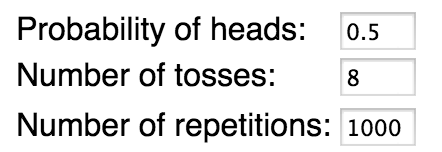 Probability of heads: 0.5
Number of tosses: 8
Number of repetitions: 1000